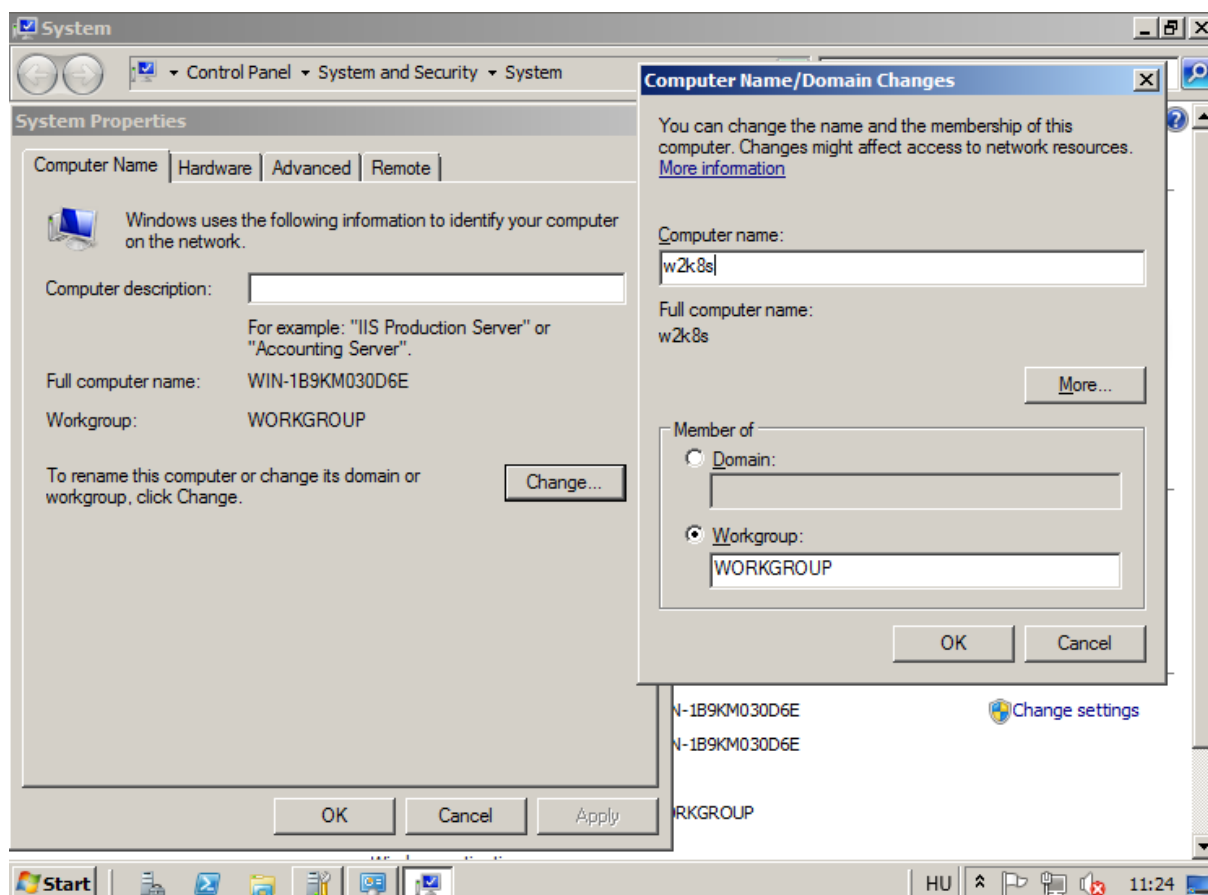 System
Control Panel System and Security System
System Properties
Computer Name Hardware Advanced Remote
Windows uses the following information to identify your computer
on the network.
Computer description:
For example: "IIS Production Server" or
"Accounting Server".
Full computer name: WIN-1B9KM030D6E
Workgroup: WORKGROUP
To rename this computer or change its domain or
workgroup, click Change.
Change...
OK Cancel Apply
Computer Name/Domain Changes
You can change the name and the membership of this
computer. Changes might affect access to network resources.
More information
Computer name:
w2k8s
Full computer name:
w2k8s
More...
Member of
Domain:
Workgroup:
WORKGROUP
OK Cancel
N-1B9KM030D6E Change settings
N-1B9KM030D6E
RKGROUP
Start HU 11:24